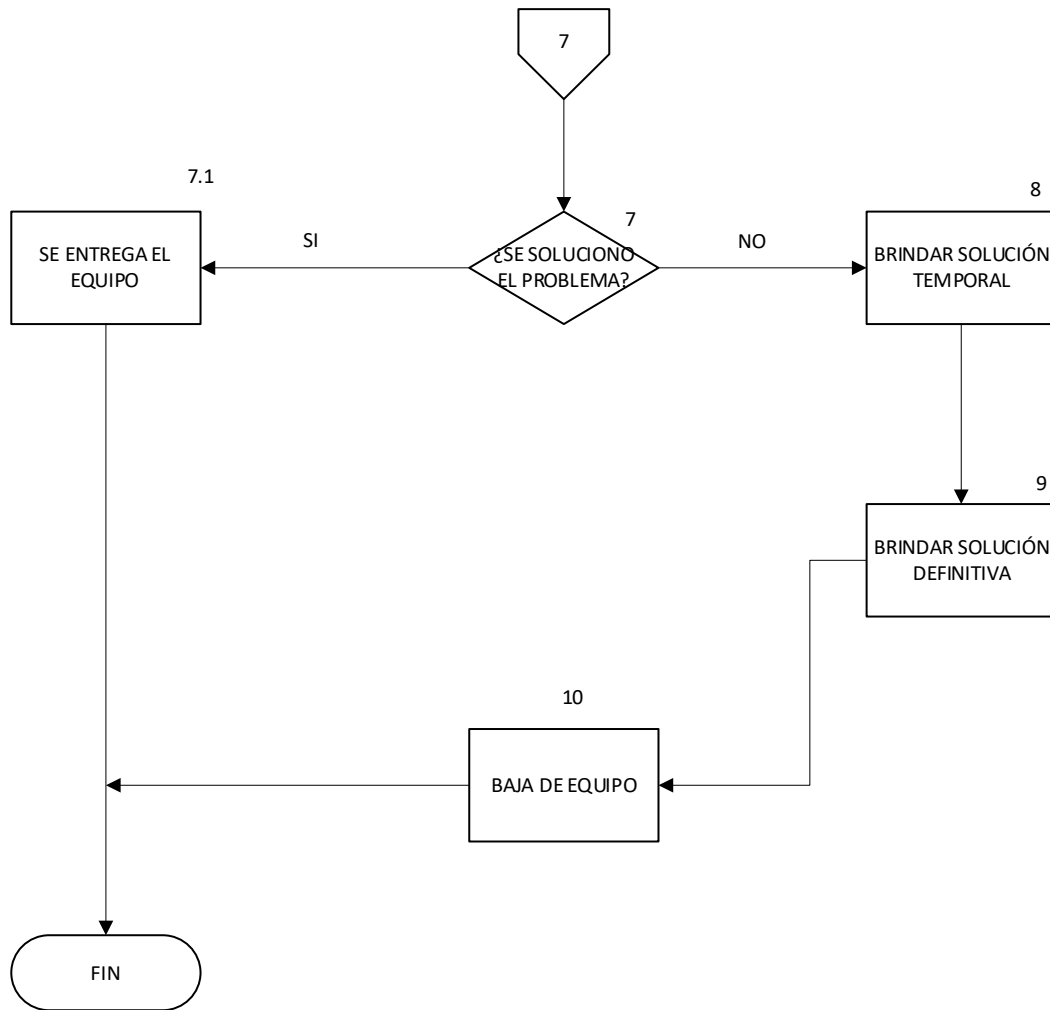 7
7.1
8
7
SI
NO
SE ENTREGA EL
EQUIPO
¿SE SOLUCIONO
EL PROBLEMA?
BRINDAR SOLUCIÓN
TEMPORAL
9
BRINDAR SOLUCIÓN
DEFINITIVA
10
BAJA DE EQUIPO
FIN